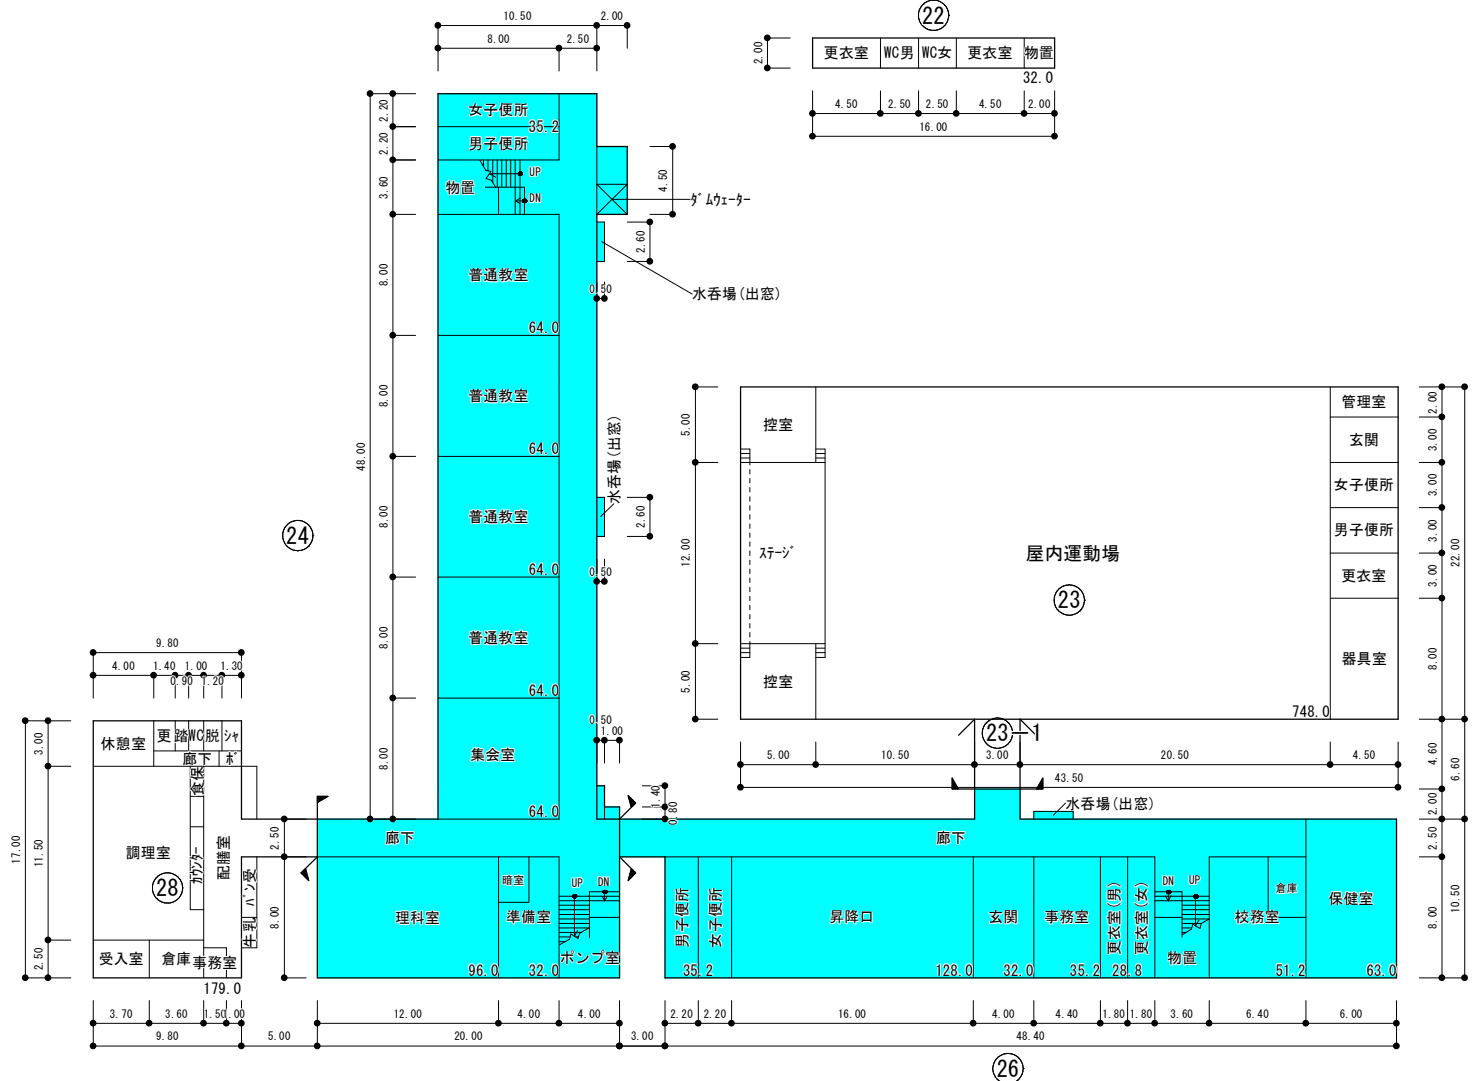 10.50
2.00
8.00
2.50
22
2.00
更衣室
WC男
WC女
更衣室
物置
32.0
4.50
2.50
2.50
4.50
2.00
16.00
女子便所
35.2
男子便所
2.20
2.20
3.60
物置
UP
DN
4.50
ﾀﾞﾑｳｪｰﾀｰ
2.60
水呑場(出窓)
0.50
8.00
普通教室
64.0
8.00
普通教室
64.0
48.00
水呑場(出窓)
8.00
普通教室
64.0
2.60
0.50
24
8.00
普通教室
64.0
8.00
集会室
64.0
0.50
1.00
1.40
0.80
5.00
控室
12.00
ｽﾃｰｼﾞ
屋内運動場
23
5.00
控室
748.0
管理室
玄関
女子便所
男子便所
更衣室
器具室
2.00
3.00
3.00
3.00
3.00
8.00
22.00
23-1
5.00
10.50
3.00
20.50
4.50
43.50
4.60
6.60
2.00
水呑場(出窓)
9.80
4.00
1.40
1.00
1.30
0.90
1.20
17.00
3.00
11.50
2.50
休憩室
更
踏
WC
脱
ｼｬ
廊下
ﾎﾞ
食保
調理室
28
ｶｳﾝﾀｰ
配膳室
パン受
牛乳
受入室
倉庫
事務室
179.0
3.70
3.60
1.50
1.00
9.80
5.00
2.50
8.00
廊下
理科室
96.0
暗室
準備室
32.0
UP
DN
ポンプ室
12.00
4.00
4.00
20.00
3.00
廊下
男子便所
女子便所
35.2
昇降口
128.0
玄関
32.0
事務室
35.2
更衣室(男)
更衣室(女)
28.8
DN
UP
物置
校務室
倉庫
51.2
保健室
63.0
2.50
8.00
10.50
2.20
2.20
16.00
4.00
4.40
1.80
1.80
3.60
6.40
6.00
48.40
26